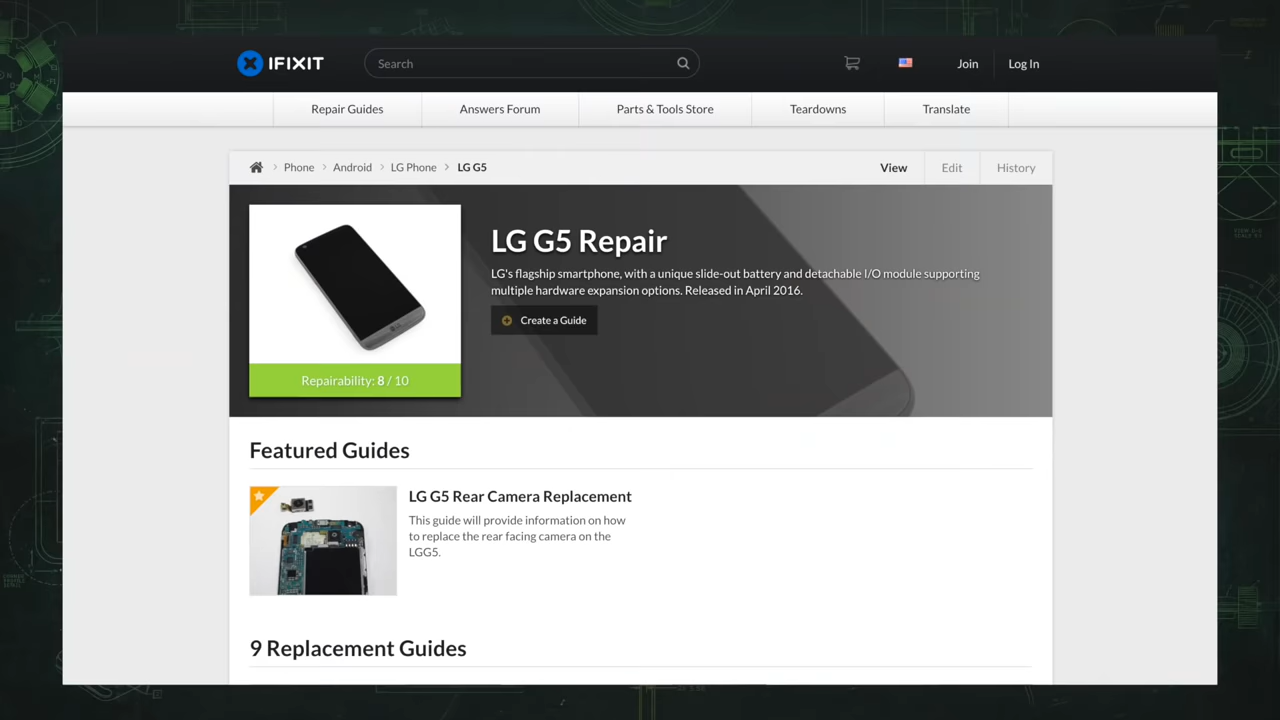 IFIXIT
Search
Join
Log In
Repair Guides
Answers Forum
Parts & Tools Store
Teardowns
Translate
Phone > Android > LG Phone > LG G5
View
Edit
History
LG G5 Repair
LG's flagship smartphone, with a unique slide-out battery and detachable I/O module supporting
multiple hardware expansion options. Released in April 2016.
Create a Guide
Repairability: 8 / 10
Featured Guides
LG G5 Rear Camera Replacement
This guide will provide information on how
to replace the rear facing camera on the
LGG5.
9 Replacement Guides